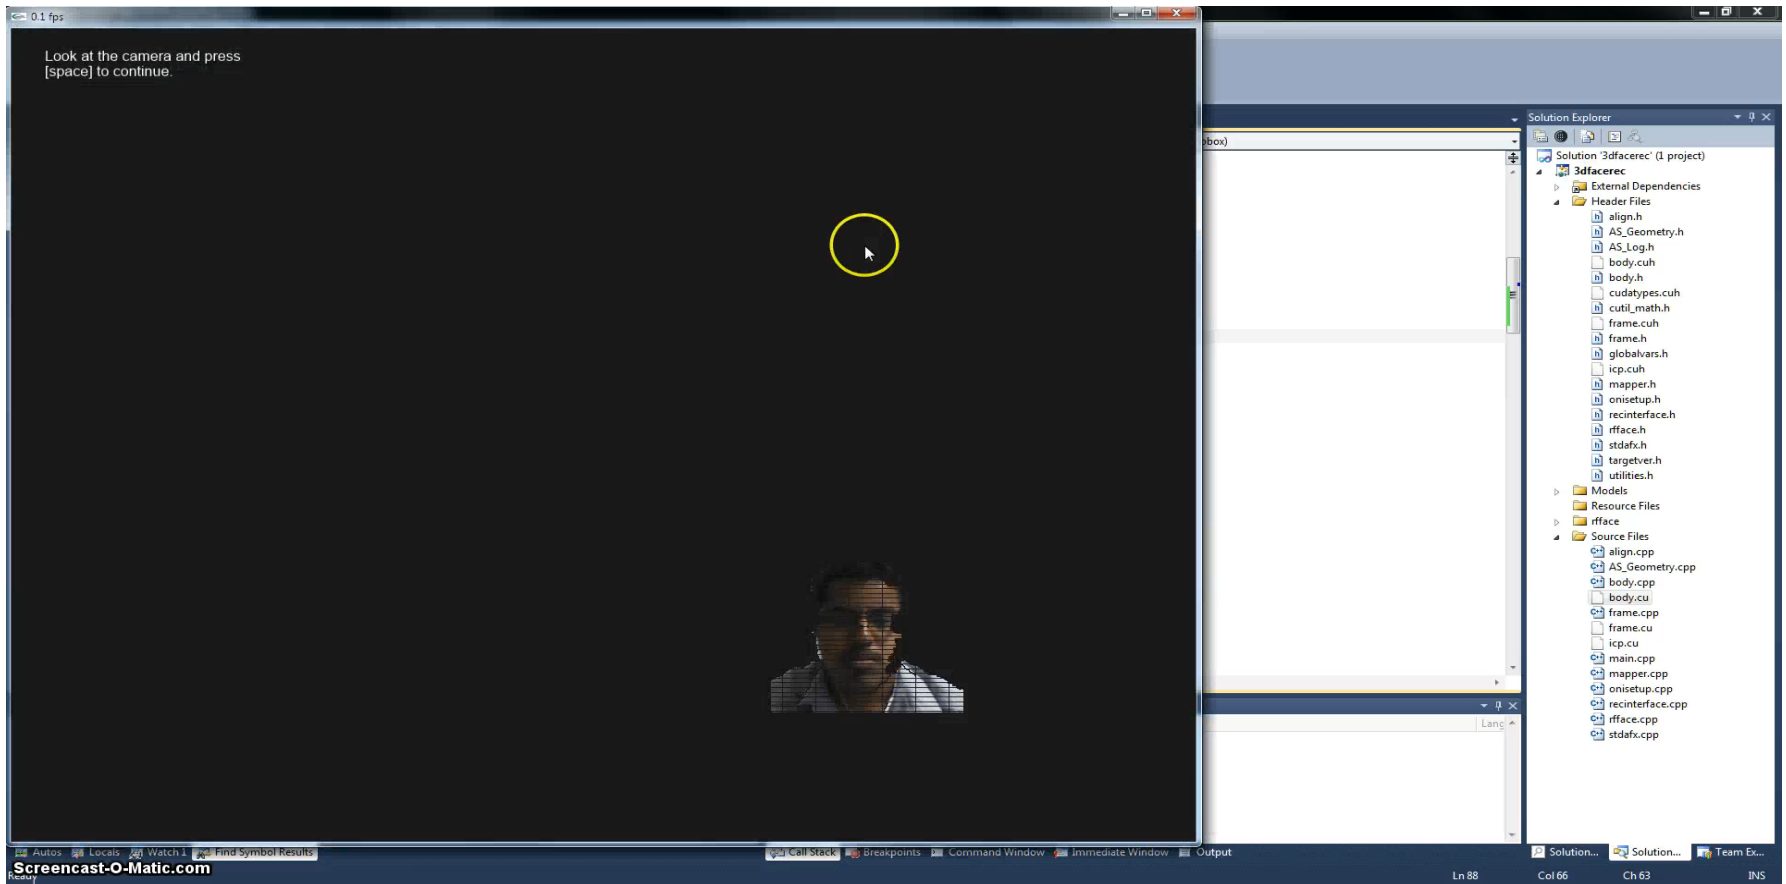 0.1 fps
Look at the camera and press
[space] to continue.
Solution Explorer
Solution '3dfacerec' (1 project)
3dfacerec
External Dependencies
Header Files
align.h
AS_Geometry.h
AS_Log.h
body.cuh
body.h
cudatypes.cuh
cutil_math.h
frame.cuh
frame.h
globalvars.h
icp.cuh
mapper.h
onisetup.h
recinterface.h
rfface.h
stdafx.h
targetver.h
utilities.h
Models
Resource Files
rfface
Source Files
align.cpp
AS_Geometry.cpp
body.cpp
body.cu
frame.cpp
frame.cu
icp.cu
main.cpp
mapper.cpp
onisetup.cpp
recinterface.cpp
rfface.cpp
stdafx.cpp
Lang
Autos Locals Watch 1 Find Symbol Results Call Stack Breakpoints Command Window Immediate Window Output Solution... Solution... Team Ex...
Screencast-O-Matic.com
Ready Ln 88 Col 66 Ch 63 INS